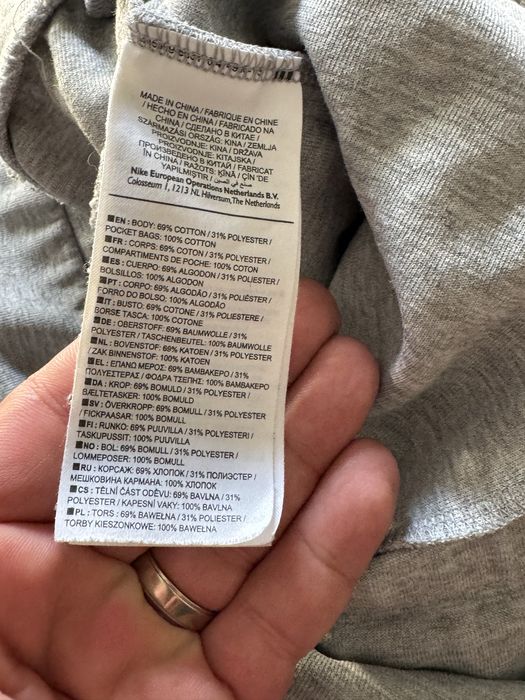 MADE IN CHINA / FABRIQUE EN CHINE
/ HECHO EN CHINA / FABRICADO NA
CHINA / СДЕЛАНО В КИТАЕ /
SZÁRMAZÁSI ORSZÁG: KÍNA / ZEMLJA
PROIZVODNJE: KINA / DRŽAVA
PROIZVODNJE: KITAJSKA /
ПРОИЗВЕДЕНО В КИТАЙ / FABRICAT
ÎN CHINA / RAŽOTS: ĶĪNĀ / ÇİN 'DE
YAPILMIŞTIR / صنع في الصين
Nike European Operations Netherlands B.V.
Colosseum 1, 1213 NL Hilversum, The Netherlands
EN : BODY: 69% COTTON / 31% POLYESTER /
POCKET BAGS: 100% COTTON
FR : CORPS: 69% COTON / 31% POLYESTER /
COMPARTIMENTS DE POCHE: 100% COTON
ES : CUERPO: 69% ALGODON / 31% POLIESTER /
BOLSILLOS: 100% ALGODON
PT : CORPO: 69% ALGODÃO / 31% POLIÉSTER /
FORRO DO BOLSO: 100% ALGODÃO
IT : BUSTO: 69% COTONE / 31% POLIESTERE /
BORSE TASCA: 100% COTONE
DE : OBERSTOFF: 69% BAUMWOLLE / 31%
POLYESTER / TASCHENBEUTEL: 100% BAUMWOLLE
NL : BOVENSTOF: 69% KATOEN / 31% POLYESTER
/ ZAK BINNENSTOF: 100% KATOEN
EL : ΕΠΑΝΩ ΜΕΡΟΣ: 69% ΒΑΜΒΑΚΕΡΟ / 31%
ΠΟΛΥΕΣΤΕΡΑΣ / ΦΟΔΡΑ ΤΣΕΠΗΣ: 100% ΒΑΜΒΑΚΕΡΟ
DA : KROP: 69% BOMULD / 31% POLYESTER /
BÆLTETASKER: 100% BOMULD
SV : ÖVERKROPP: 69% BOMULL / 31% POLYESTER
/ FICKPAASAR: 100% BOMULL
FI : RUNKO: 69% PUUVILLA / 31% POLYESTERI /
TASKUPUSSIT: 100% PUUVILLA
NO : BOL: 69% BOMULL / 31% POLYESTER /
LOMMEPOSER: 100% BOMULL
RU : КОРСАЖ: 69% ХЛОПОК / 31% ПОЛИЭСТЕР /
МЕШКОВИНА КАРМАНА: 100% ХЛОПОК
CS : TĚLNÍ ČÁST ODĚVU: 69% BAVLNA / 31%
POLYESTER / KAPESNÍ VAKY: 100% BAVLNA
PL : TORS : 69% BAWEŁNA / 31% POLIESTER /
TORBY KIESZONKOWE: 100% BAWEŁNA